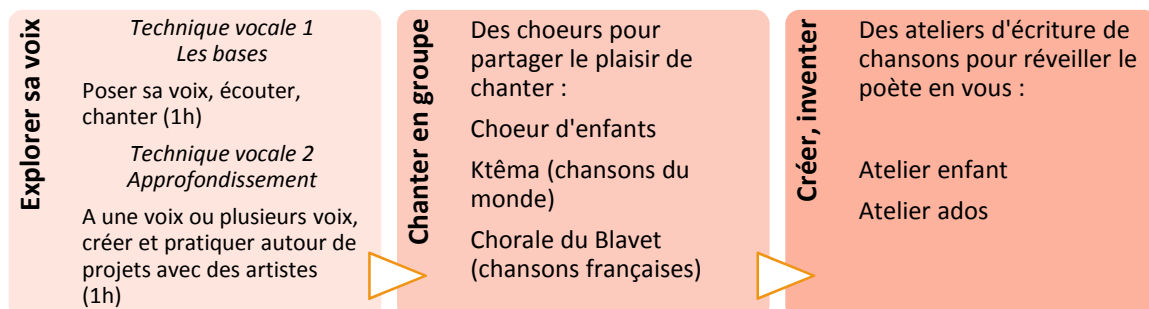 Explorer sa voix
Technique vocale 1
Les bases
Poser sa voix, écouter,
chanter (1h)
Technique vocale 2
Approfondissement
A une voix ou plusieurs voix,
créer et pratiquer autour de
projets avec des artistes
(1h)
Chanter en groupe
Des choeurs pour
partager le plaisir de
chanter :
Choeur d'enfants
Ktêma (chansons du
monde)
Chorale du Blavet
(chansons françaises)
Créer, inventer
Des ateliers d'écriture de
chansons pour réveiller le
poète en vous :
Atelier enfant
Atelier ados